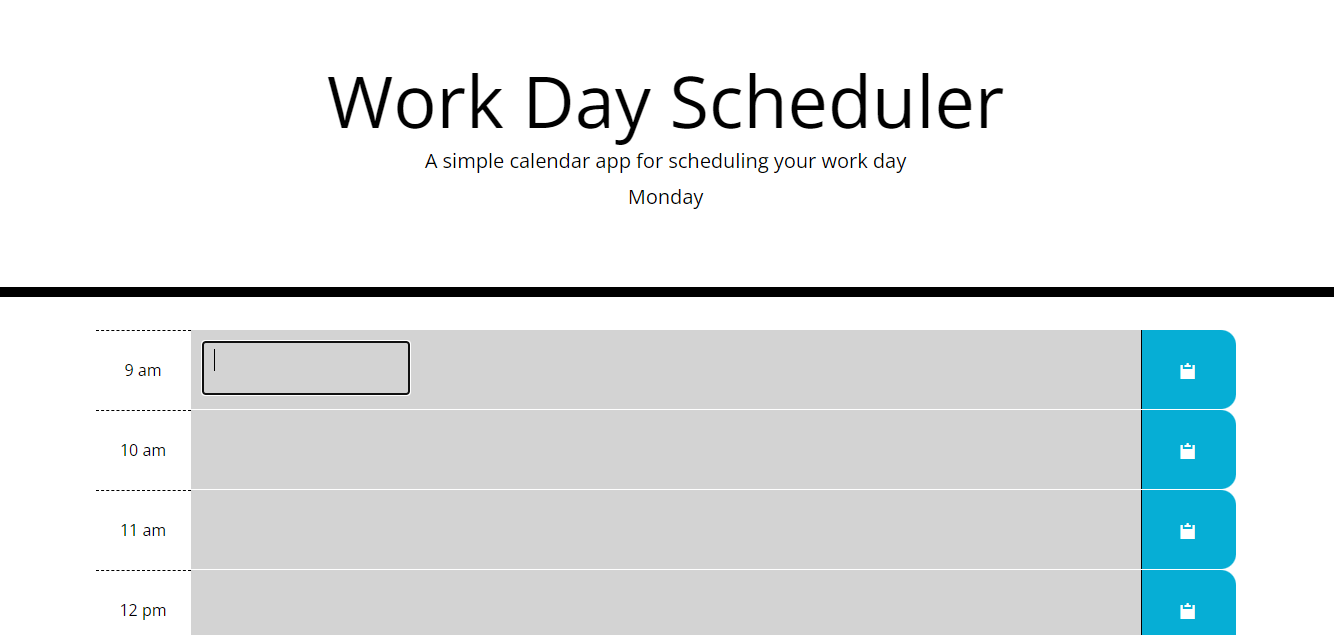 Work Day Scheduler
A simple calendar app for scheduling your work day
Monday
9 am
10 am
11 am
12 pm